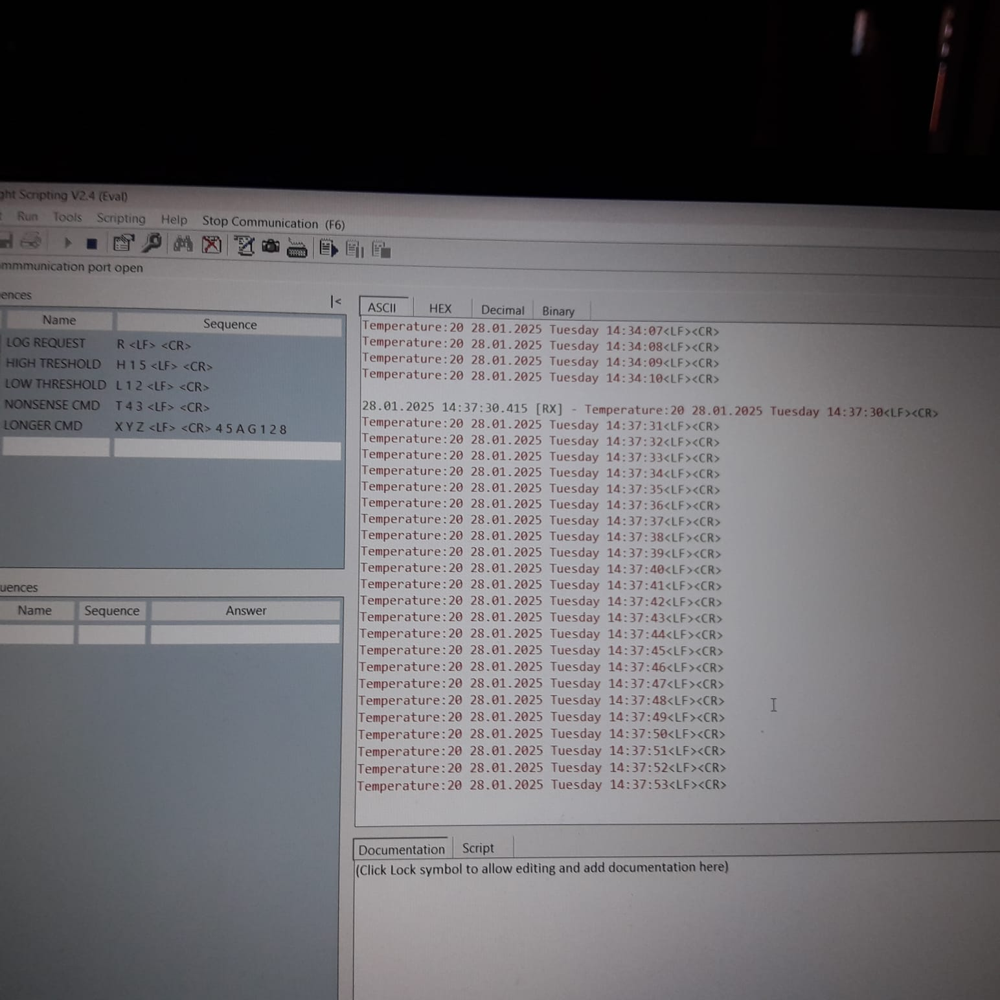 ght Scripting V2.4 (Eval)
Run Tools Scripting Help Stop Communication (F6)
mmmunication port open
ences
Name Sequence
LOG REQUEST R <LF> <CR>
HIGH TRESHOLD H 1 5 <LF> <CR>
LOW THRESHOLD L 1 2 <LF> <CR>
NONSENSE CMD T 4 3 <LF> <CR>
LONGER CMD X Y Z <LF> <CR> 4 5 A G 1 2 8
uences
Name Sequence Answer
ASCII HEX Decimal Binary
Temperature:20 28.01.2025 Tuesday 14:34:07<LF><CR>
Temperature:20 28.01.2025 Tuesday 14:34:08<LF><CR>
Temperature:20 28.01.2025 Tuesday 14:34:09<LF><CR>
Temperature:20 28.01.2025 Tuesday 14:34:10<LF><CR>
28.01.2025 14:37:30.415 [RX] - Temperature:20 28.01.2025 Tuesday 14:37:30<LF><CR>
Temperature:20 28.01.2025 Tuesday 14:37:31<LF><CR>
Temperature:20 28.01.2025 Tuesday 14:37:32<LF><CR>
Temperature:20 28.01.2025 Tuesday 14:37:33<LF><CR>
Temperature:20 28.01.2025 Tuesday 14:37:34<LF><CR>
Temperature:20 28.01.2025 Tuesday 14:37:35<LF><CR>
Temperature:20 28.01.2025 Tuesday 14:37:36<LF><CR>
Temperature:20 28.01.2025 Tuesday 14:37:37<LF><CR>
Temperature:20 28.01.2025 Tuesday 14:37:38<LF><CR>
Temperature:20 28.01.2025 Tuesday 14:37:39<LF><CR>
Temperature:20 28.01.2025 Tuesday 14:37:40<LF><CR>
Temperature:20 28.01.2025 Tuesday 14:37:41<LF><CR>
Temperature:20 28.01.2025 Tuesday 14:37:42<LF><CR>
Temperature:20 28.01.2025 Tuesday 14:37:43<LF><CR>
Temperature:20 28.01.2025 Tuesday 14:37:44<LF><CR>
Temperature:20 28.01.2025 Tuesday 14:37:45<LF><CR>
Temperature:20 28.01.2025 Tuesday 14:37:46<LF><CR>
Temperature:20 28.01.2025 Tuesday 14:37:47<LF><CR>
Temperature:20 28.01.2025 Tuesday 14:37:48<LF><CR>
Temperature:20 28.01.2025 Tuesday 14:37:49<LF><CR>
Temperature:20 28.01.2025 Tuesday 14:37:50<LF><CR>
Temperature:20 28.01.2025 Tuesday 14:37:51<LF><CR>
Temperature:20 28.01.2025 Tuesday 14:37:52<LF><CR>
Temperature:20 28.01.2025 Tuesday 14:37:53<LF><CR>
Documentation Script
(Click Lock symbol to allow editing and add documentation here)